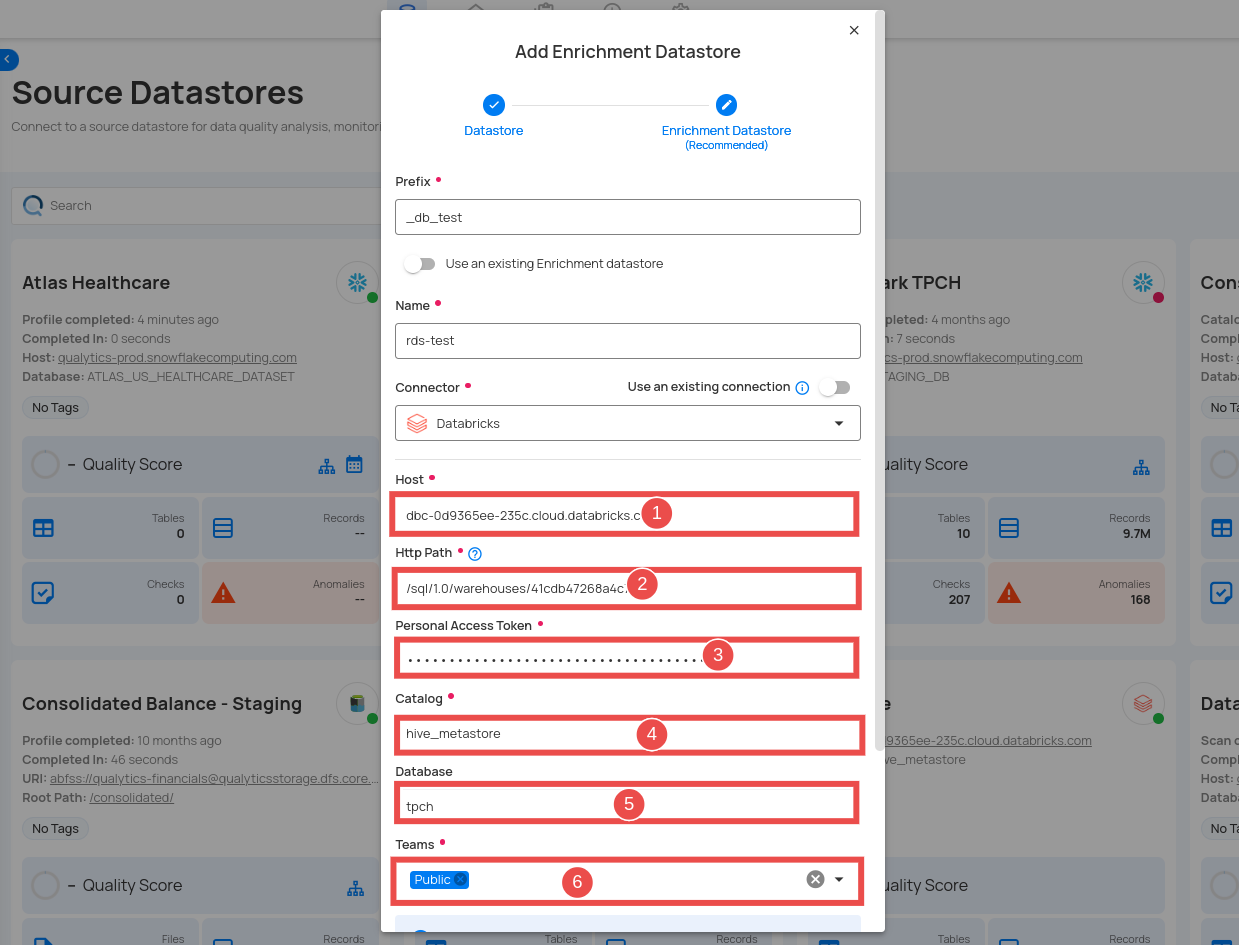 Add Enrichment Datastore
Datastore
Enrichment Datastore
(Recommended)
Prefix
_db_test
Use an existing Enrichment datastore
Name
rds-test
Connector
Use an existing connection
Databricks
Host
dbc-0d9365ee-235c.cloud.databricks.c
1
Http Path
/sql/1.0/warehouses/41cdb47268a4c
2
Personal Access Token
3
Catalog
hive_metastore
4
Database
tpch
5
Teams
Public
6
Source Datastores
Connect to a source datastore for data quality analysis, monitori
Search
Atlas Healthcare
Profile completed: 4 minutes ago
Completed In: 0 seconds
Host: qualytics-prod.snowflakecomputing.com
Database: ATLAS_US_HEALTHCARE_DATASET
No Tags
– Quality Score
Tables
0
Records
--
Checks
0
Anomalies
--
ark TPCH
pleted: 4 months ago
n: 7 seconds
cs-prod.snowflakecomputing.com
TAGING_DB
uality Score
Tables
10
Records
9.7M
Checks
207
Anomalies
168
Cons
Catalo
Compl
Host:
Databa
No Ta
Consolidated Balance - Staging
Profile completed: 10 months ago
Completed In: 46 seconds
URI: abfss://qualytics-financials@qualyticsstorage.dfs.core....
Root Path: /consolidated/
No Tags
– Quality Score
Files
Records
Tables
Records
e
9365ee-235c.cloud.databricks.com
ve_metastore
uality Score
Tables
Records
Data
Scan c
Compl
Host:
Databa
No Ta